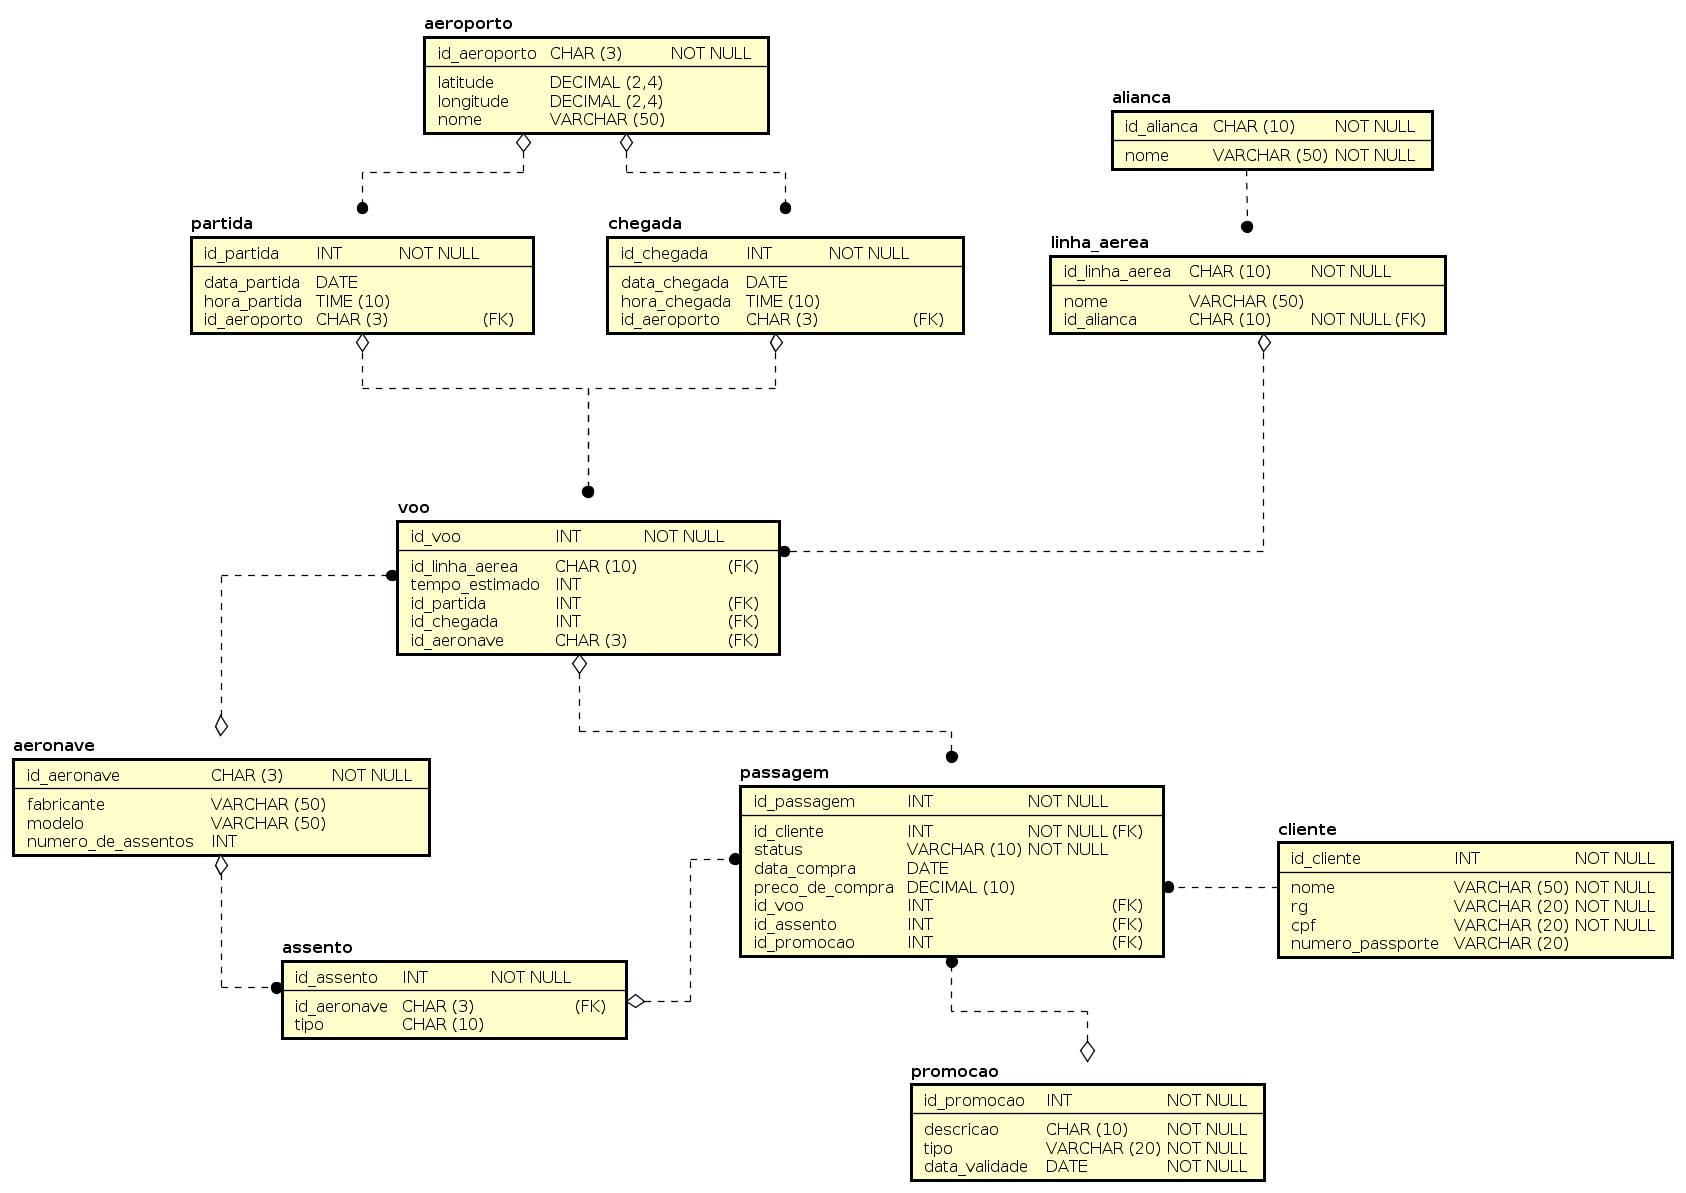 aeroporto
id_aeroporto CHAR (3) NOT NULL
latitude DECIMAL (2,4)
longitude DECIMAL (2,4)
nome VARCHAR (50)
alianca
id_alianca CHAR (10) NOT NULL
nome VARCHAR (50) NOT NULL
partida
id_partida INT NOT NULL
data_partida DATE
hora_partida TIME (10)
id_aeroporto CHAR (3) (FK)
chegada
id_chegada INT NOT NULL
data_chegada DATE
hora_chegada TIME (10)
id_aeroporto CHAR (3) (FK)
linha_aerea
id_linha_aerea CHAR (10) NOT NULL
nome VARCHAR (50)
id_alianca CHAR (10) NOT NULL (FK)
voo
id_voo INT NOT NULL
id_linha_aerea CHAR (10) (FK)
tempo_estimado INT
id_partida INT (FK)
id_chegada INT (FK)
id_aeronave CHAR (3) (FK)
aeronave
id_aeronave CHAR (3) NOT NULL
fabricante VARCHAR (50)
modelo VARCHAR (50)
numero_de_assentos INT
passagem
id_passagem INT NOT NULL
id_cliente INT NOT NULL (FK)
status VARCHAR (10) NOT NULL
data_compra DATE
preco_de_compra DECIMAL (10)
id_voo INT (FK)
id_assento INT (FK)
id_promocao INT (FK)
cliente
id_cliente INT NOT NULL
nome VARCHAR (50) NOT NULL
rg VARCHAR (20) NOT NULL
cpf VARCHAR (20) NOT NULL
numero_passporte VARCHAR (20)
assento
id_assento INT NOT NULL
id_aeronave CHAR (3) (FK)
tipo CHAR (10)
promocao
id_promocao INT NOT NULL
descricao CHAR (10) NOT NULL
tipo VARCHAR (20) NOT NULL
data_validade DATE NOT NULL